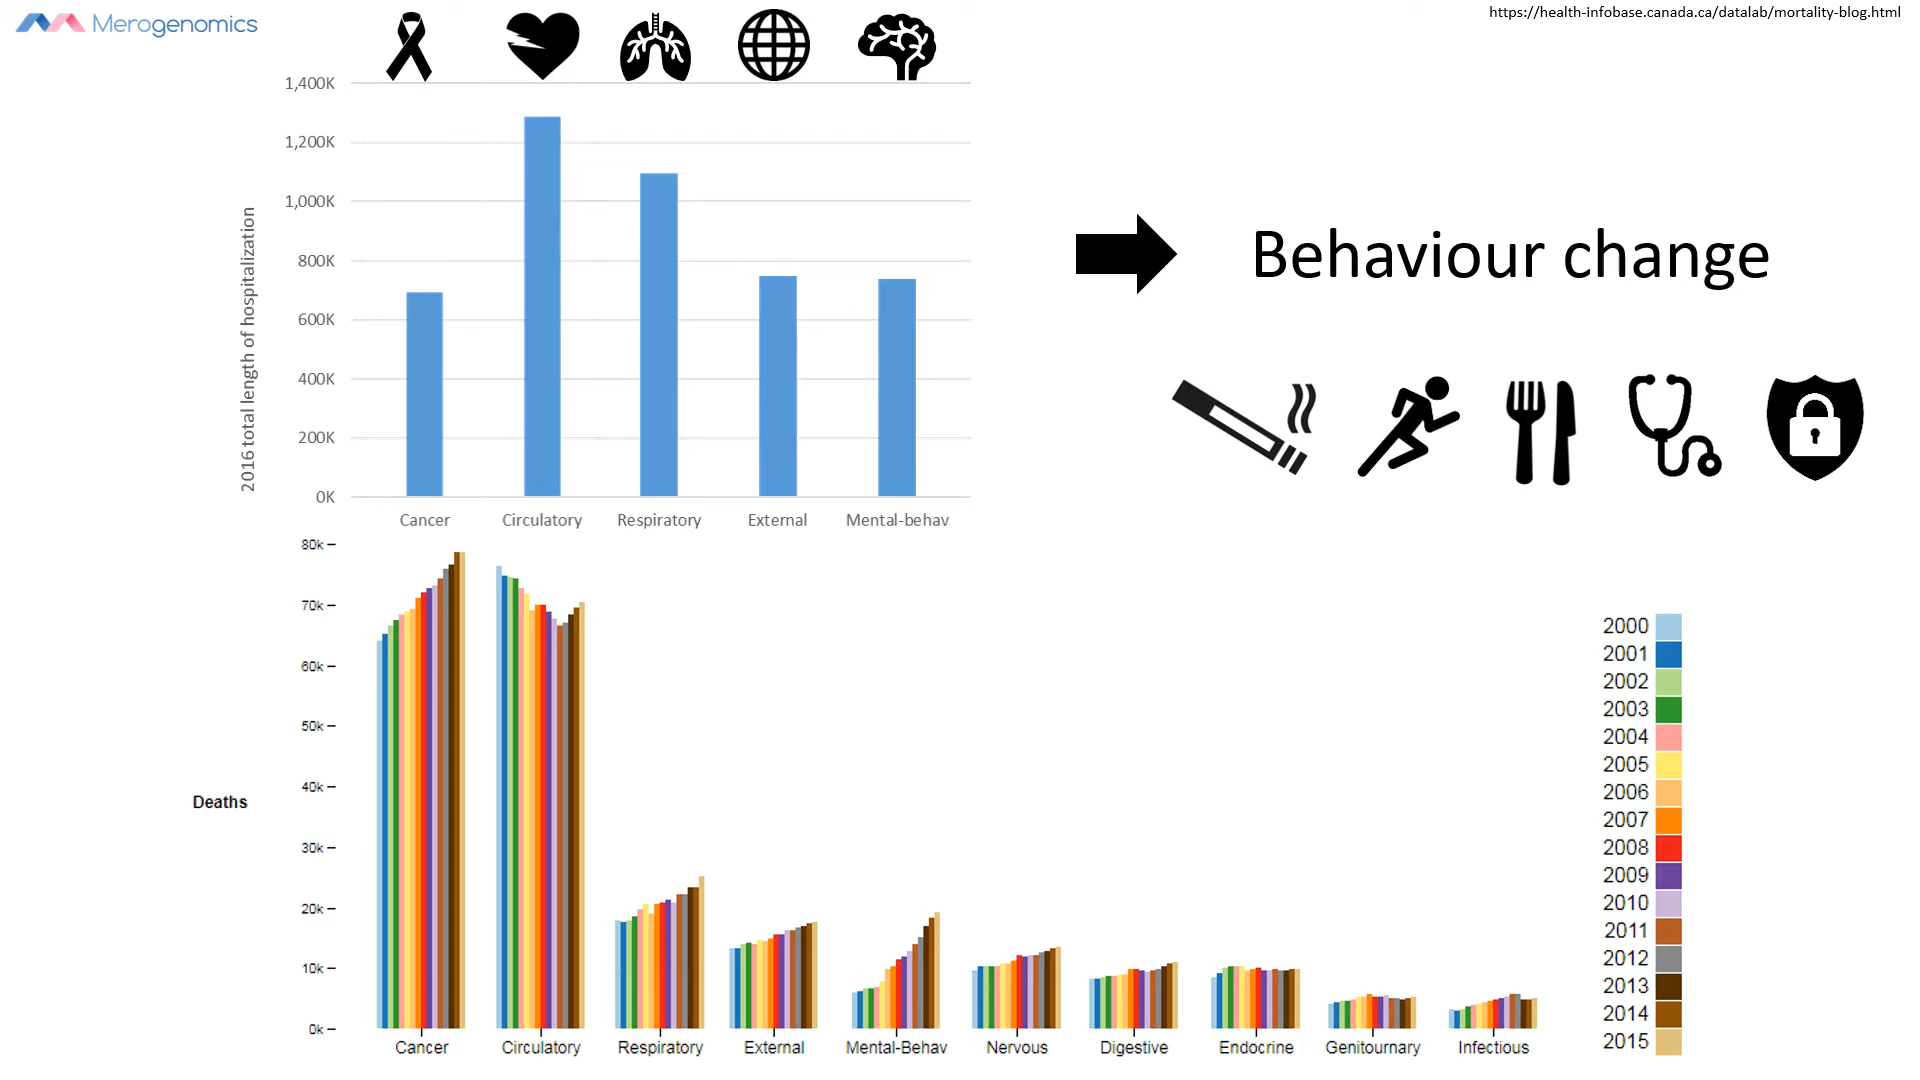 Merogenomics
https://health-infobase.canada.ca/datalab/mortality-blog.html
1,400K
1,200K
1,000K
800K
600K
400K
200K
0K
2016 total length of hospitalization
Cancer Circulatory Respiratory External Mental-behav
Behaviour change
80k
70k
60k
50k
40k
30k
20k
10k
0k
Deaths
Cancer Circulatory Respiratory External Mental-Behav Nervous Digestive Endocrine Genitournary Infectious
2000
2001
2002
2003
2004
2005
2006
2007
2008
2009
2010
2011
2012
2013
2014
2015